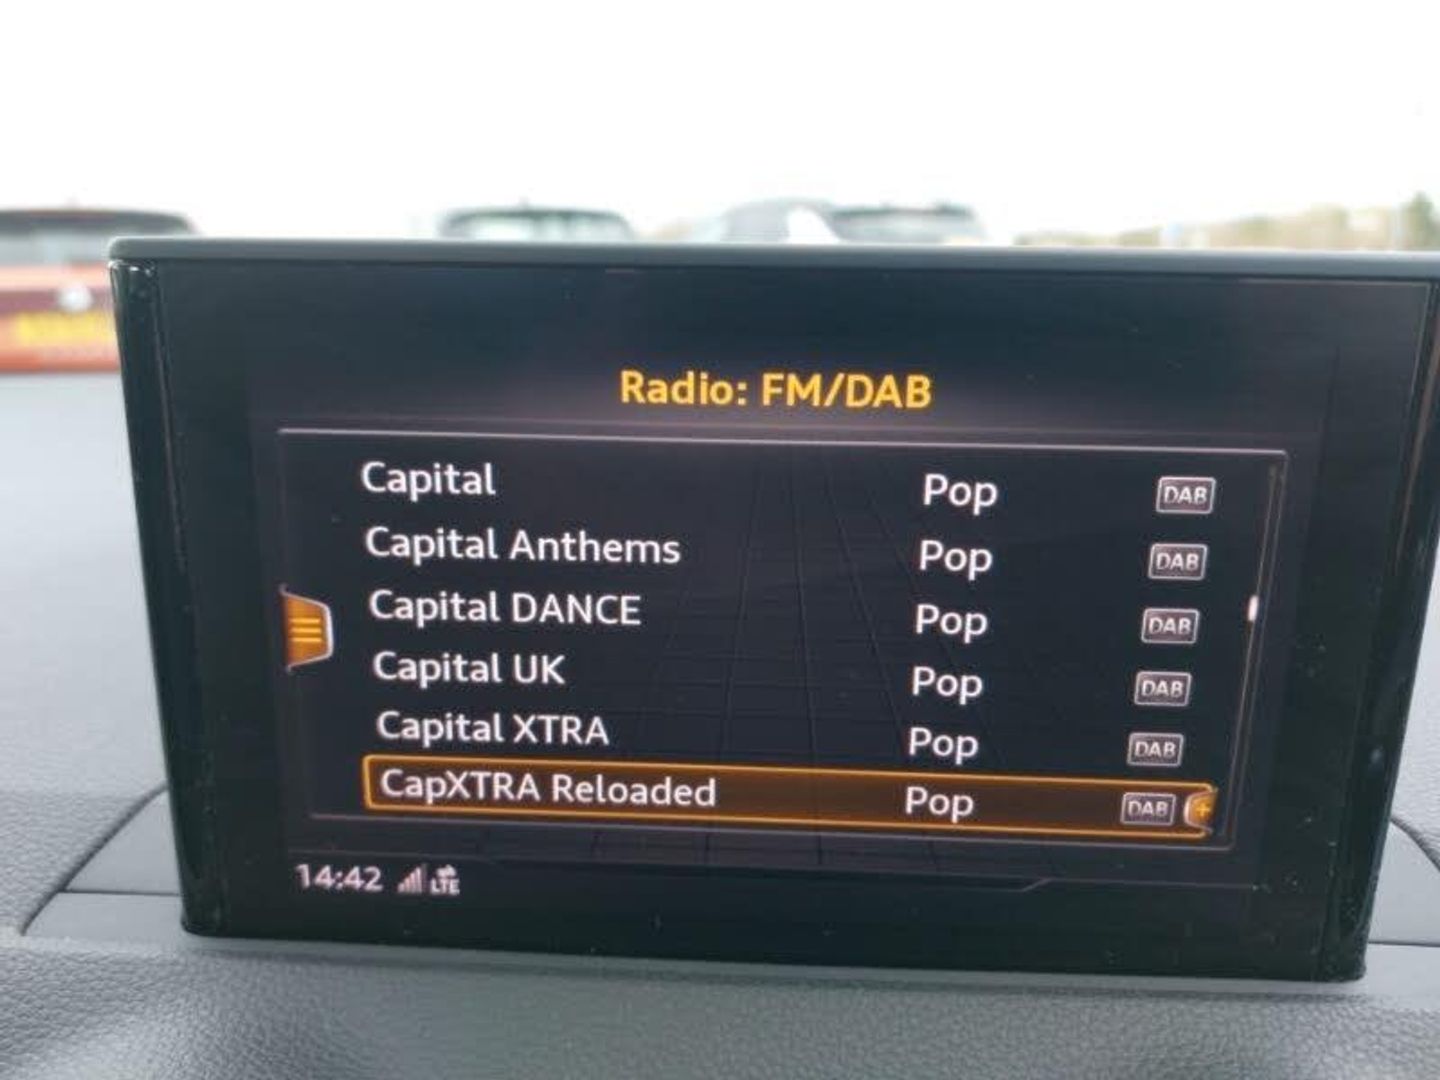 Radio: FM/DAB
Capital Pop DAB
Capital Anthems Pop DAB
Capital DANCE Pop DAB
Capital UK Pop DAB
Capital XTRA Pop DAB
CapXTRA Reloaded Pop DAB +
14:42 LTE